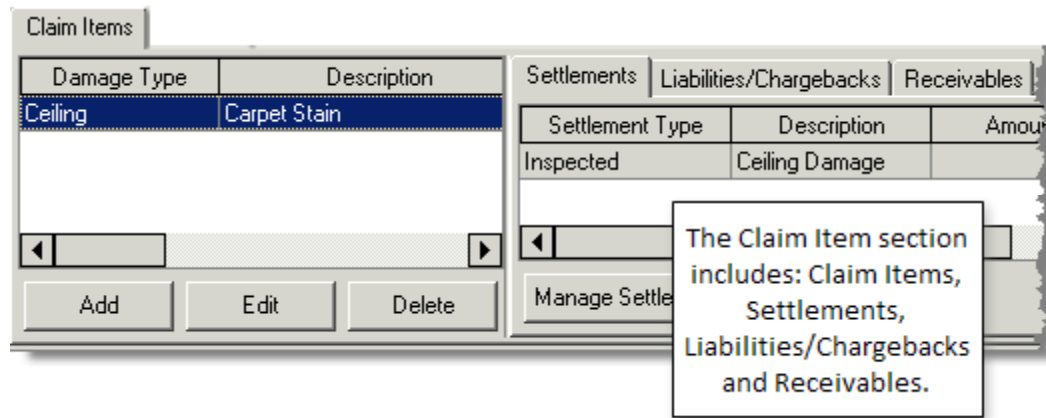 Claim Items
Damage Type Description
Ceiling Carpet Stain
Add Edit Delete
Settlements Liabilities/Chargebacks Receivables
Settlement Type Description
Inspected Ceiling Damage
Manage
The Claim Item section
includes: Claim Items,
Settlements,
Liabilities/Chargebacks
and Receivables.